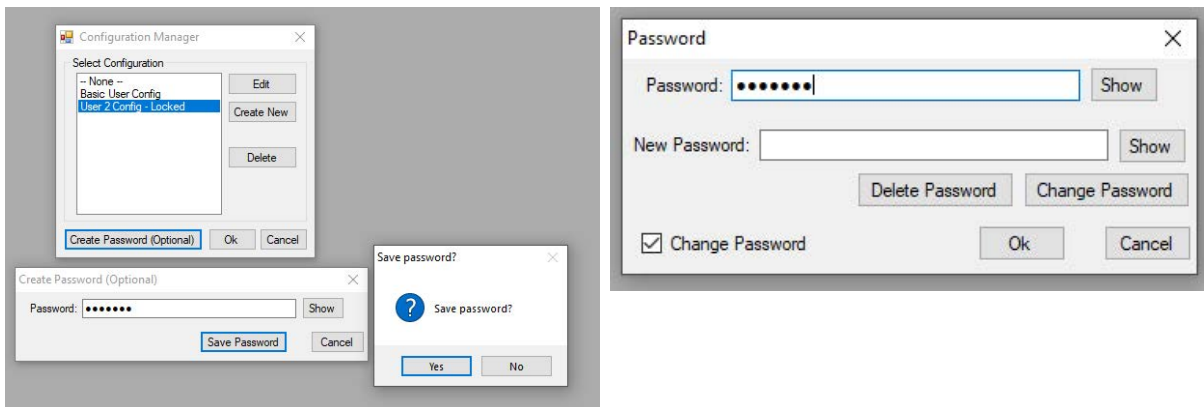 Configuration Manager
Select Configuration
-- None --
Basic User Config
User 2 Config - Locked
Edit
Create New
Delete
Create Password (Optional) Ok Cancel
Create Password (Optional)
Password: ●●●●●●● Show
Save Password Cancel
Save password?
Save password?
Yes No
Password
Password: ●●●●●●● Show
New Password: Show
Delete Password Change Password
Change Password Ok Cancel